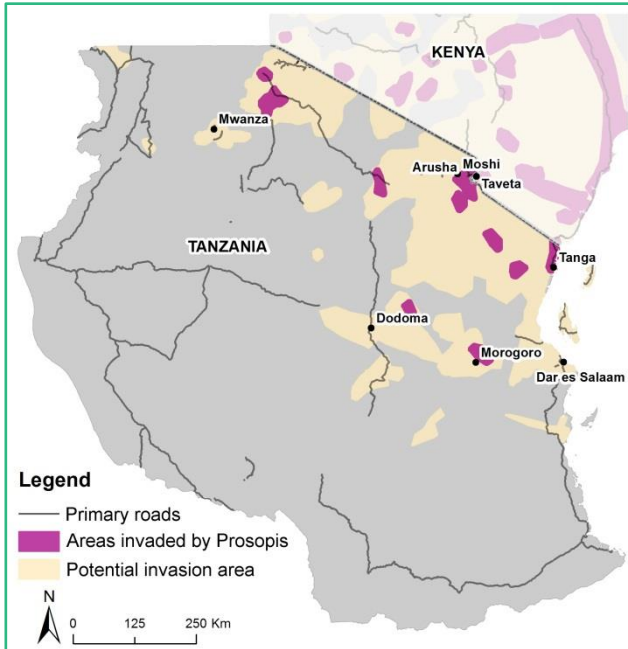 KENYA
Mwanza
Arusha
Moshi
Taveta
TANZANIA
Tanga
Dodoma
Morogoro
Dar es Salaam
Legend
Primary roads
Areas invaded by Prosopis
Potential invasion area
N
0 125 250 Km